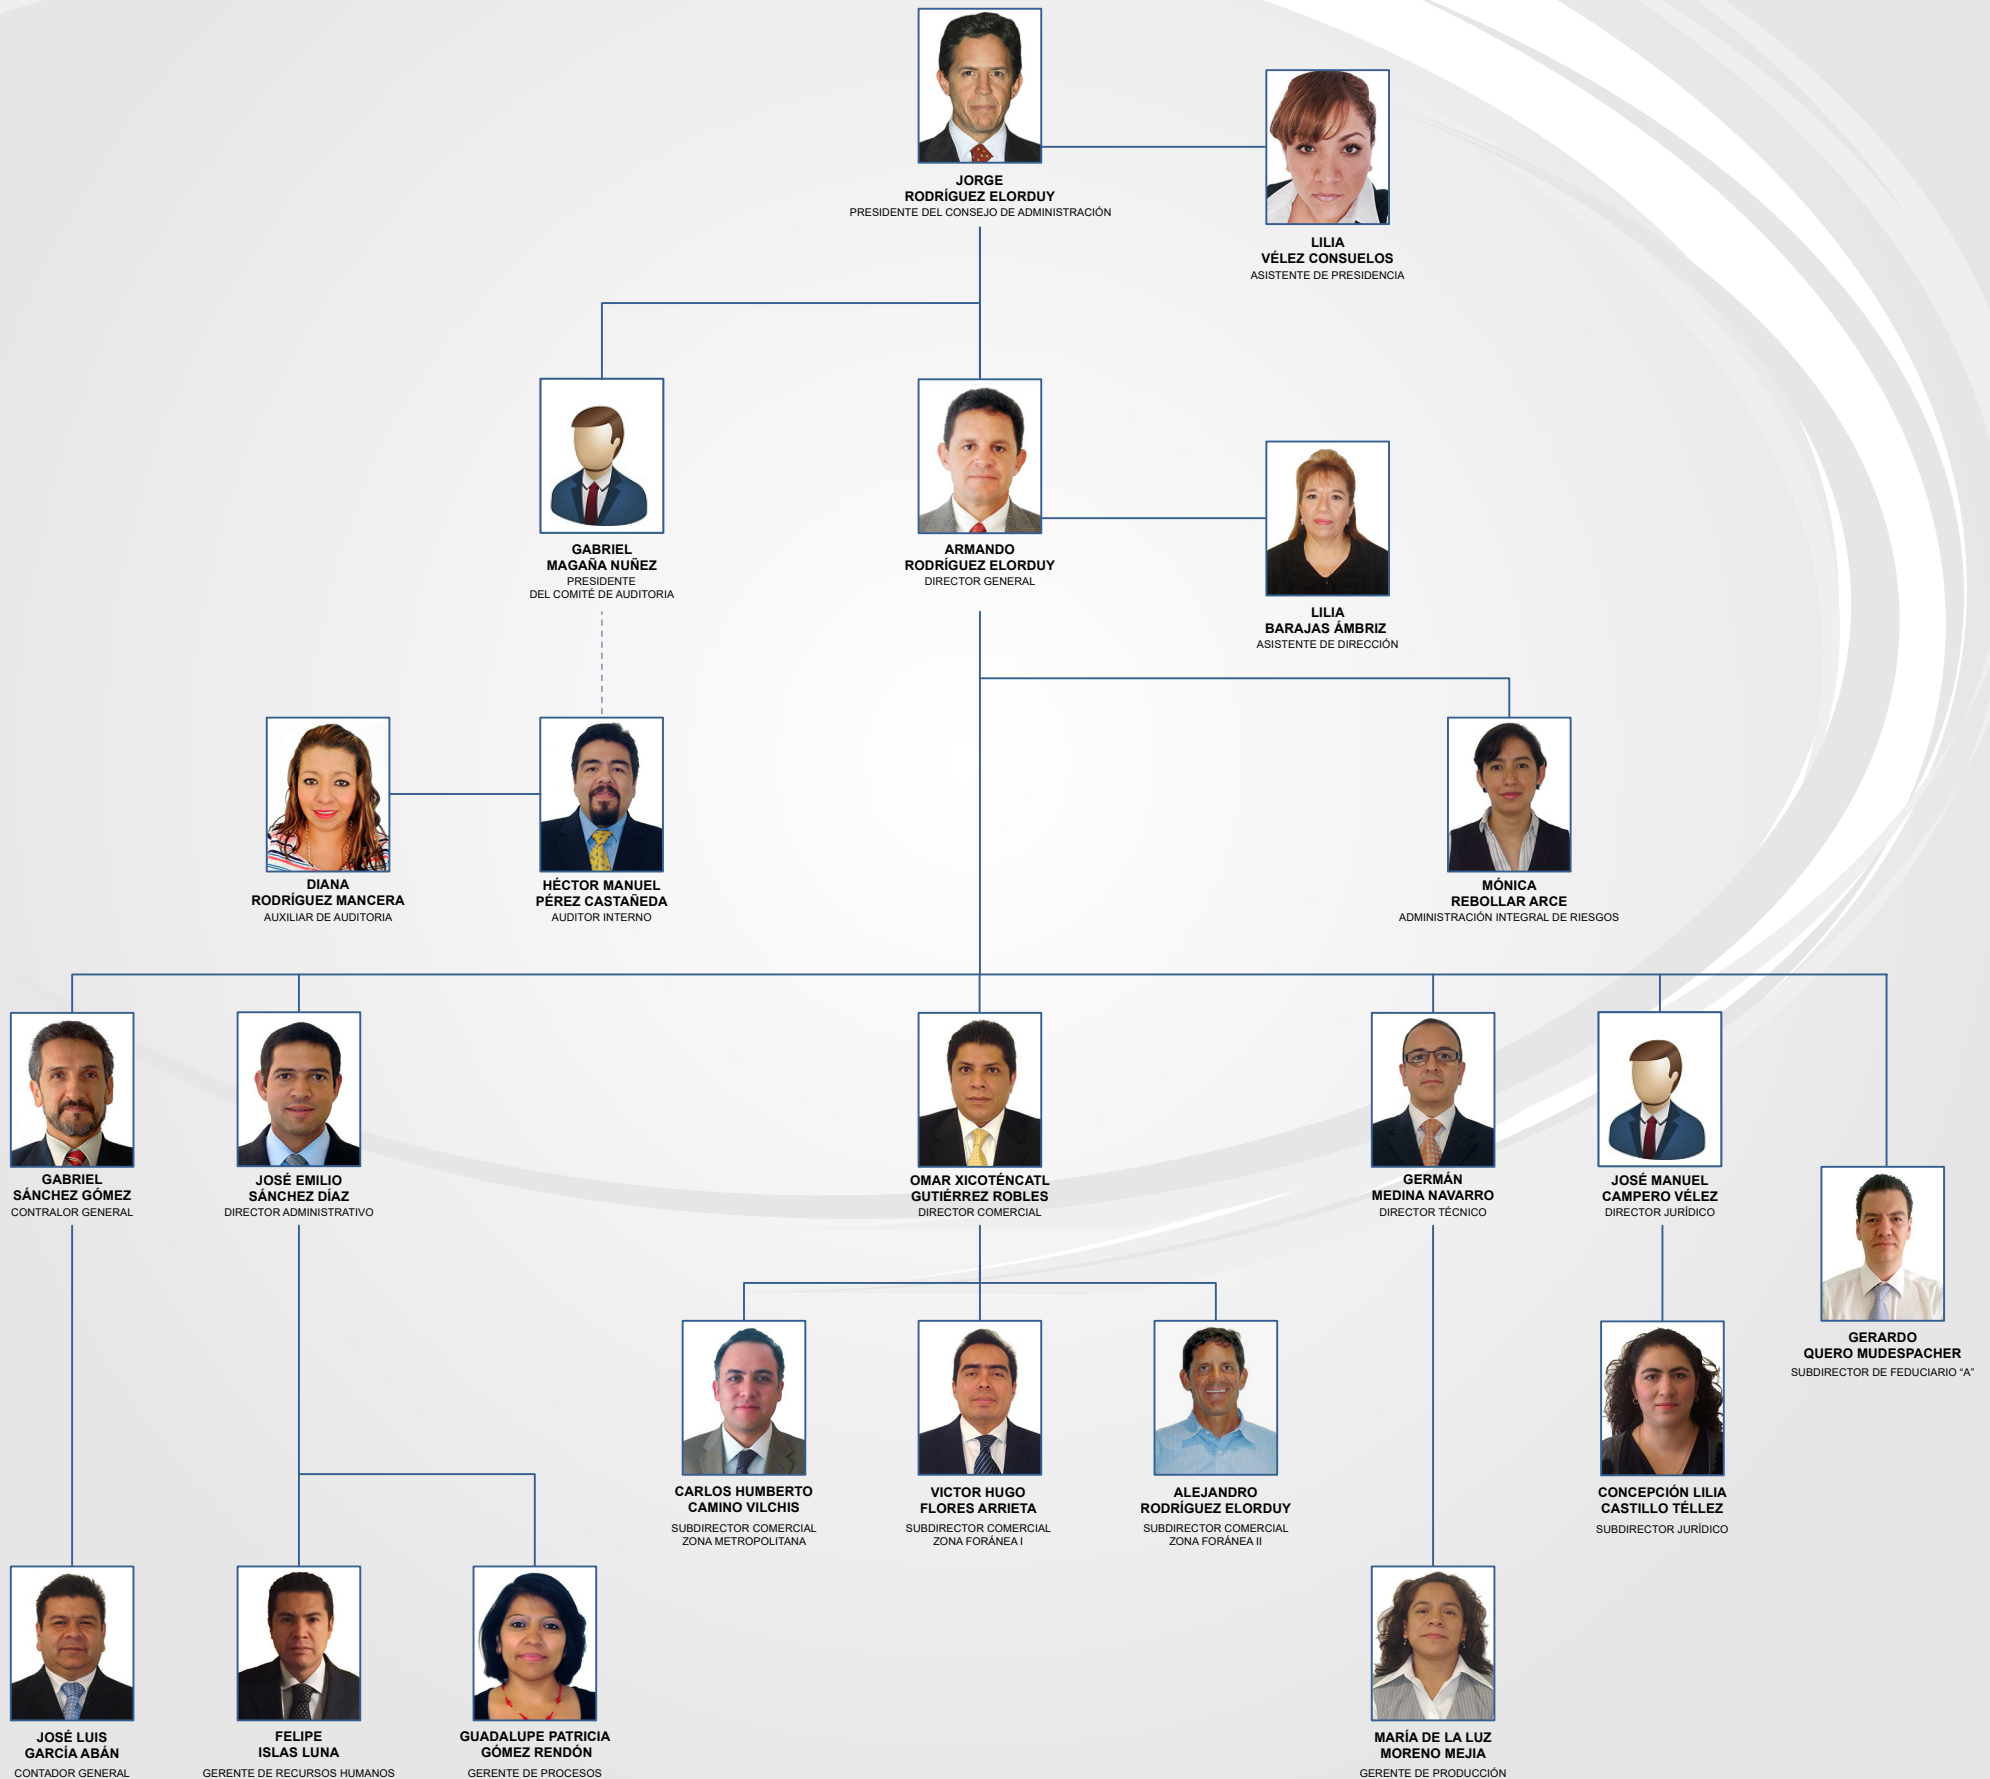 JORGE
RODRÍGUEZ ELORDUY
PRESIDENTE DEL CONSEJO DE ADMINISTRACIÓN
LILIA
VÉLEZ CONSUELOS
ASISTENTE DE PRESIDENCIA
GABRIEL
MAGAÑA NUÑEZ
PRESIDENTE
DEL COMITÉ DE AUDITORIA
ARMANDO
RODRÍGUEZ ELORDUY
DIRECTOR GENERAL
LILIA
BARAJAS ÁMBRIZ
ASISTENTE DE DIRECCIÓN
DIANA
RODRÍGUEZ MANCERA
AUXILIAR DE AUDITORIA
HÉCTOR MANUEL
PÉREZ CASTAÑEDA
AUDITOR INTERNO
MÓNICA
REBOLLAR ARCE
ADMINISTRACIÓN INTEGRAL DE RIESGOS
GABRIEL
SÁNCHEZ GÓMEZ
CONTRALOR GENERAL
JOSÉ EMILIO
SÁNCHEZ DÍAZ
DIRECTOR ADMINISTRATIVO
OMAR XICOTÉNCATL
GUTIÉRREZ ROBLES
DIRECTOR COMERCIAL
GERMÁN
MEDINA NAVARRO
DIRECTOR TÉCNICO
JOSÉ MANUEL
CAMPERO VÉLEZ
DIRECTOR JURÍDICO
GERARDO
QUERO MUDESPACHER
SUBDIRECTOR DE FEDUCIARIO “A”
CARLOS HUMBERTO
CAMINO VILCHIS
SUBDIRECTOR COMERCIAL
ZONA METROPOLITANA
VICTOR HUGO
FLORES ARRIETA
SUBDIRECTOR COMERCIAL
ZONA FORÁNEA I
ALEJANDRO
RODRÍGUEZ ELORDUY
SUBDIRECTOR COMERCIAL
ZONA FORÁNEA II
CONCEPCIÓN LILIA
CASTILLO TÉLLEZ
SUBDIRECTOR JURÍDICO
JOSÉ LUIS
GARCÍA ABÁN
CONTADOR GENERAL
FELIPE
ISLAS LUNA
GERENTE DE RECURSOS HUMANOS
GUADALUPE PATRICIA
GÓMEZ RENDÓN
GERENTE DE PROCESOS
MARÍA DE LA LUZ
MORENO MEJIA
GERENTE DE PRODUCCIÓN